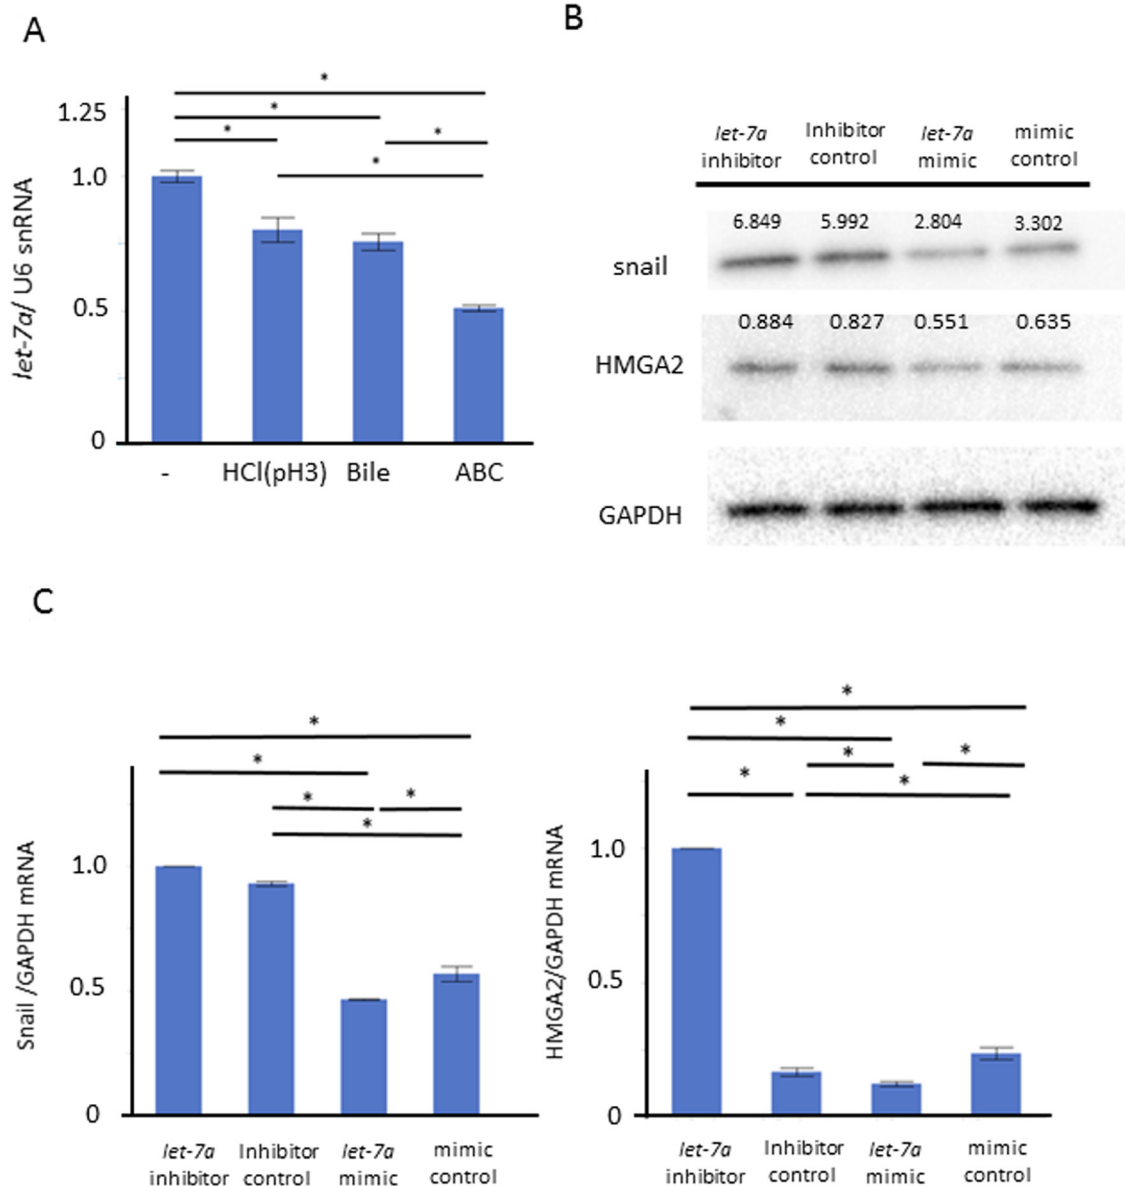 A
*
*
*
*
*
1.25
1.0
0.5
0
let-7a/ U6 snRNA
-
HCl(pH3)
Bile
ABC
B
let-7a
inhibitor
Inhibitor
control
let-7a
mimic
mimic
control
6.849
5.992
2.804
3.302
snail
0.884
0.827
0.551
0.635
HMGA2
GAPDH
C
*
*
*
*
*
1.0
0.5
0
Snail /GAPDH mRNA
let-7a
inhibitor
Inhibitor
control
let-7a
mimic
mimic
control
*
*
*
*
*
*
1.0
0.5
0
HMGA2/GAPDH mRNA
let-7a
inhibitor
Inhibitor
control
let-7a
mimic
mimic
control